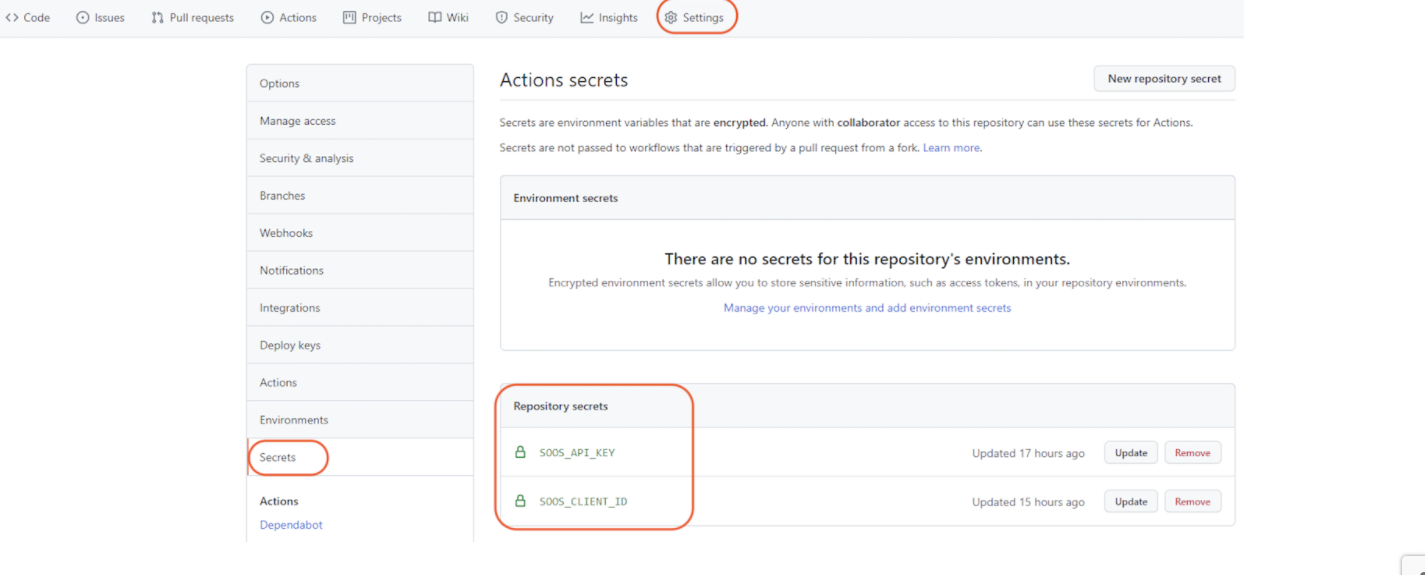 Code Issues Pull requests Actions Projects Wiki Security Insights Settings
Options
Manage access
Security & analysis
Branches
Webhooks
Notifications
Integrations
Deploy keys
Actions
Environments
Secrets
Actions
Dependabot
Actions secrets New repository secret
Secrets are environment variables that are encrypted. Anyone with collaborator access to this repository can use these secrets for Actions.
Secrets are not passed to workflows that are triggered by a pull request from a fork. Learn more.
Environment secrets
There are no secrets for this repository's environments.
Encrypted environment secrets allow you to store sensitive information, such as access tokens, in your repository environments.
Manage your environments and add environment secrets
Repository secrets
SOOS_API_KEY Updated 17 hours ago Update Remove
SOOS_CLIENT_ID Updated 15 hours ago Update Remove